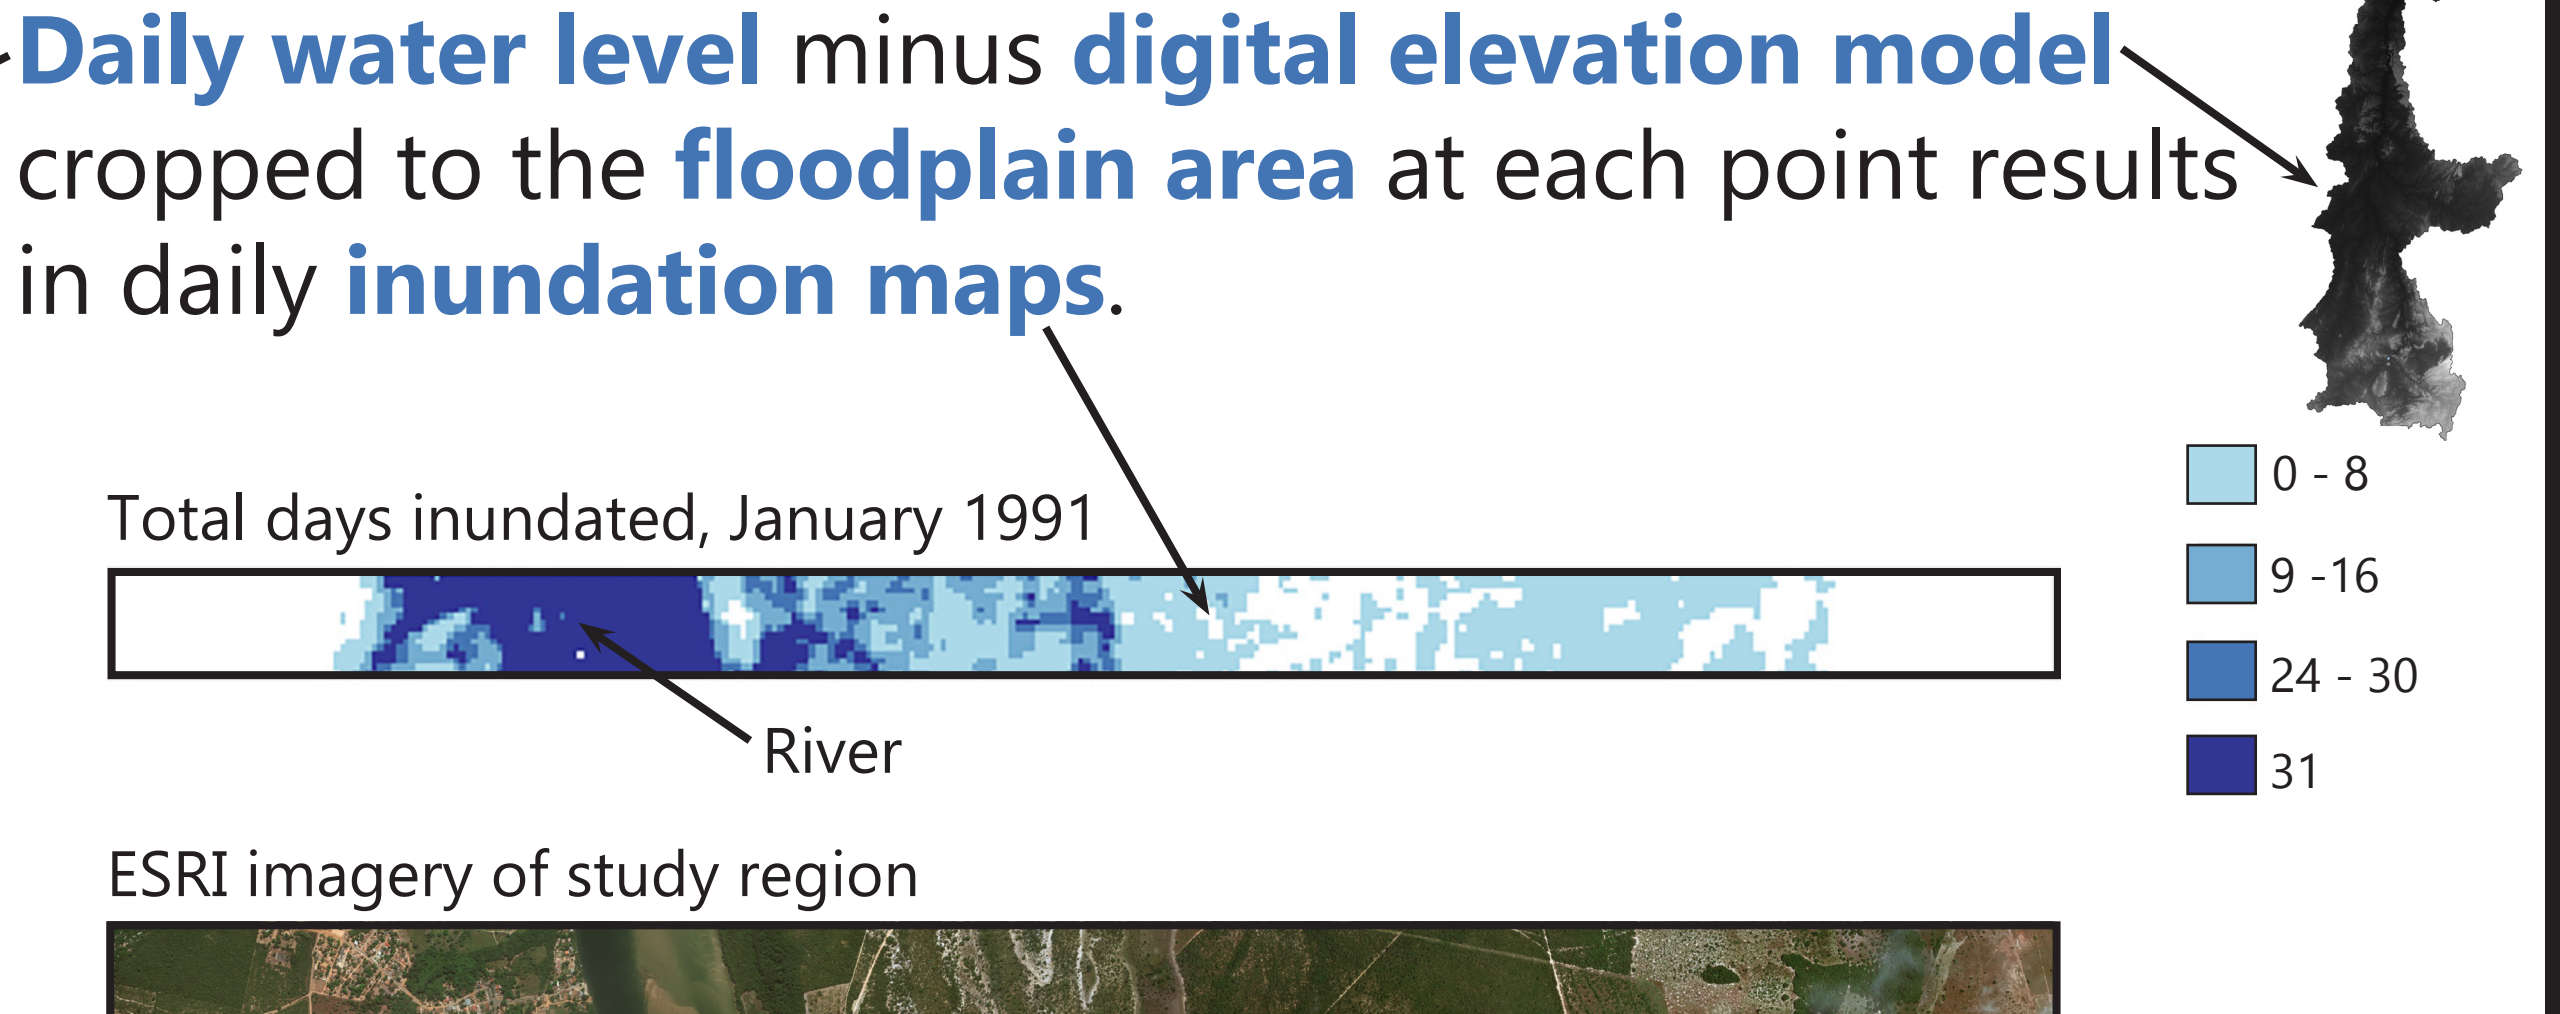 Daily water level minus digital elevation model
cropped to the floodplain area at each point results
in daily inundation maps.
0 - 8
Total days inundated, January 1991
9 -16
24 - 30
River
31
ESRI imagery of study region